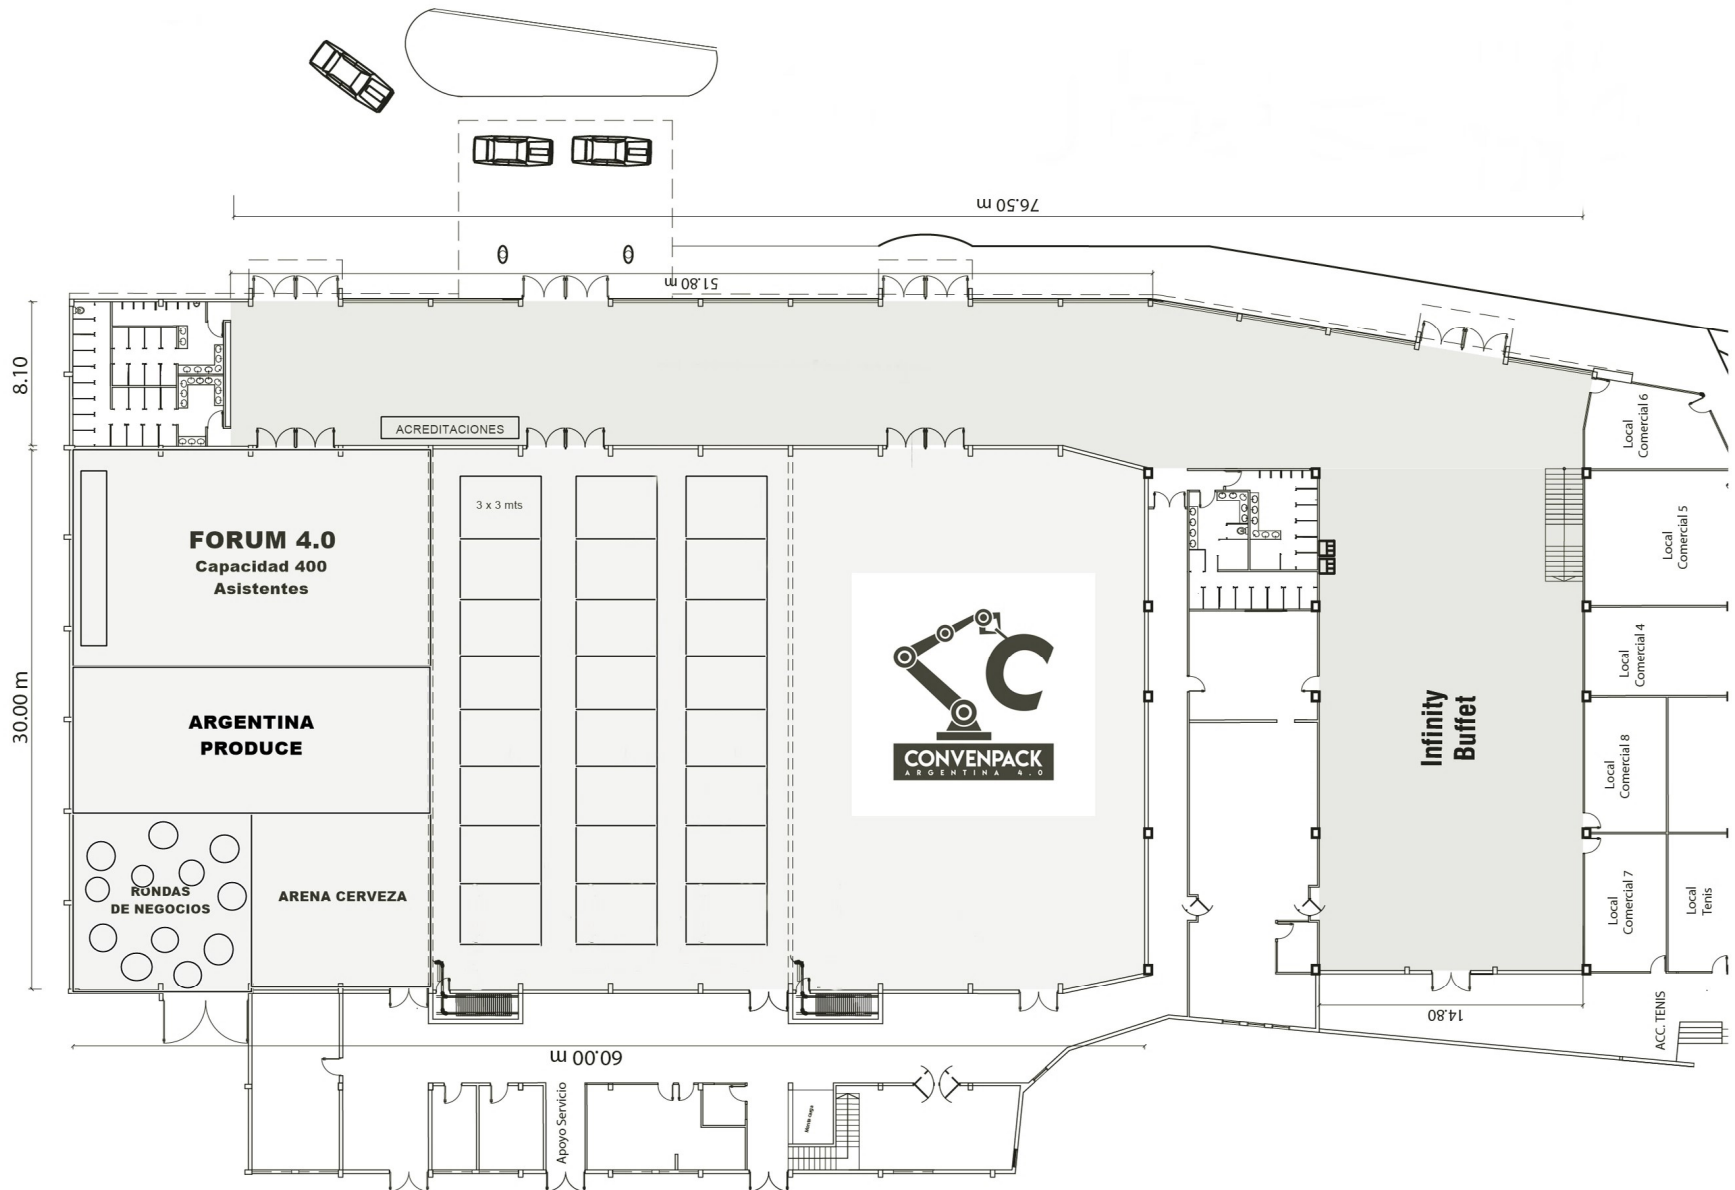 76.50 m
51.80 m
8.10
ACREDITACIONES
Local
Comercial 6
3 x 3 mts
FORUM 4.0
Capacidad 400
Asistentes
Local
Comercial 5
Local
Comercial 4
30.00 m
ARGENTINA
PRODUCE
C
CONVENPACK
ARGENTINA 4.0
Infinity
Buffet
Local
Comercial 8
RONDAS
DE NEGOCIOS
ARENA CERVEZA
Local
Comercial 7
Local
Tenis
14.80
ACC. TENIS
60.00 m
Apoyo Servicio
Monta carga